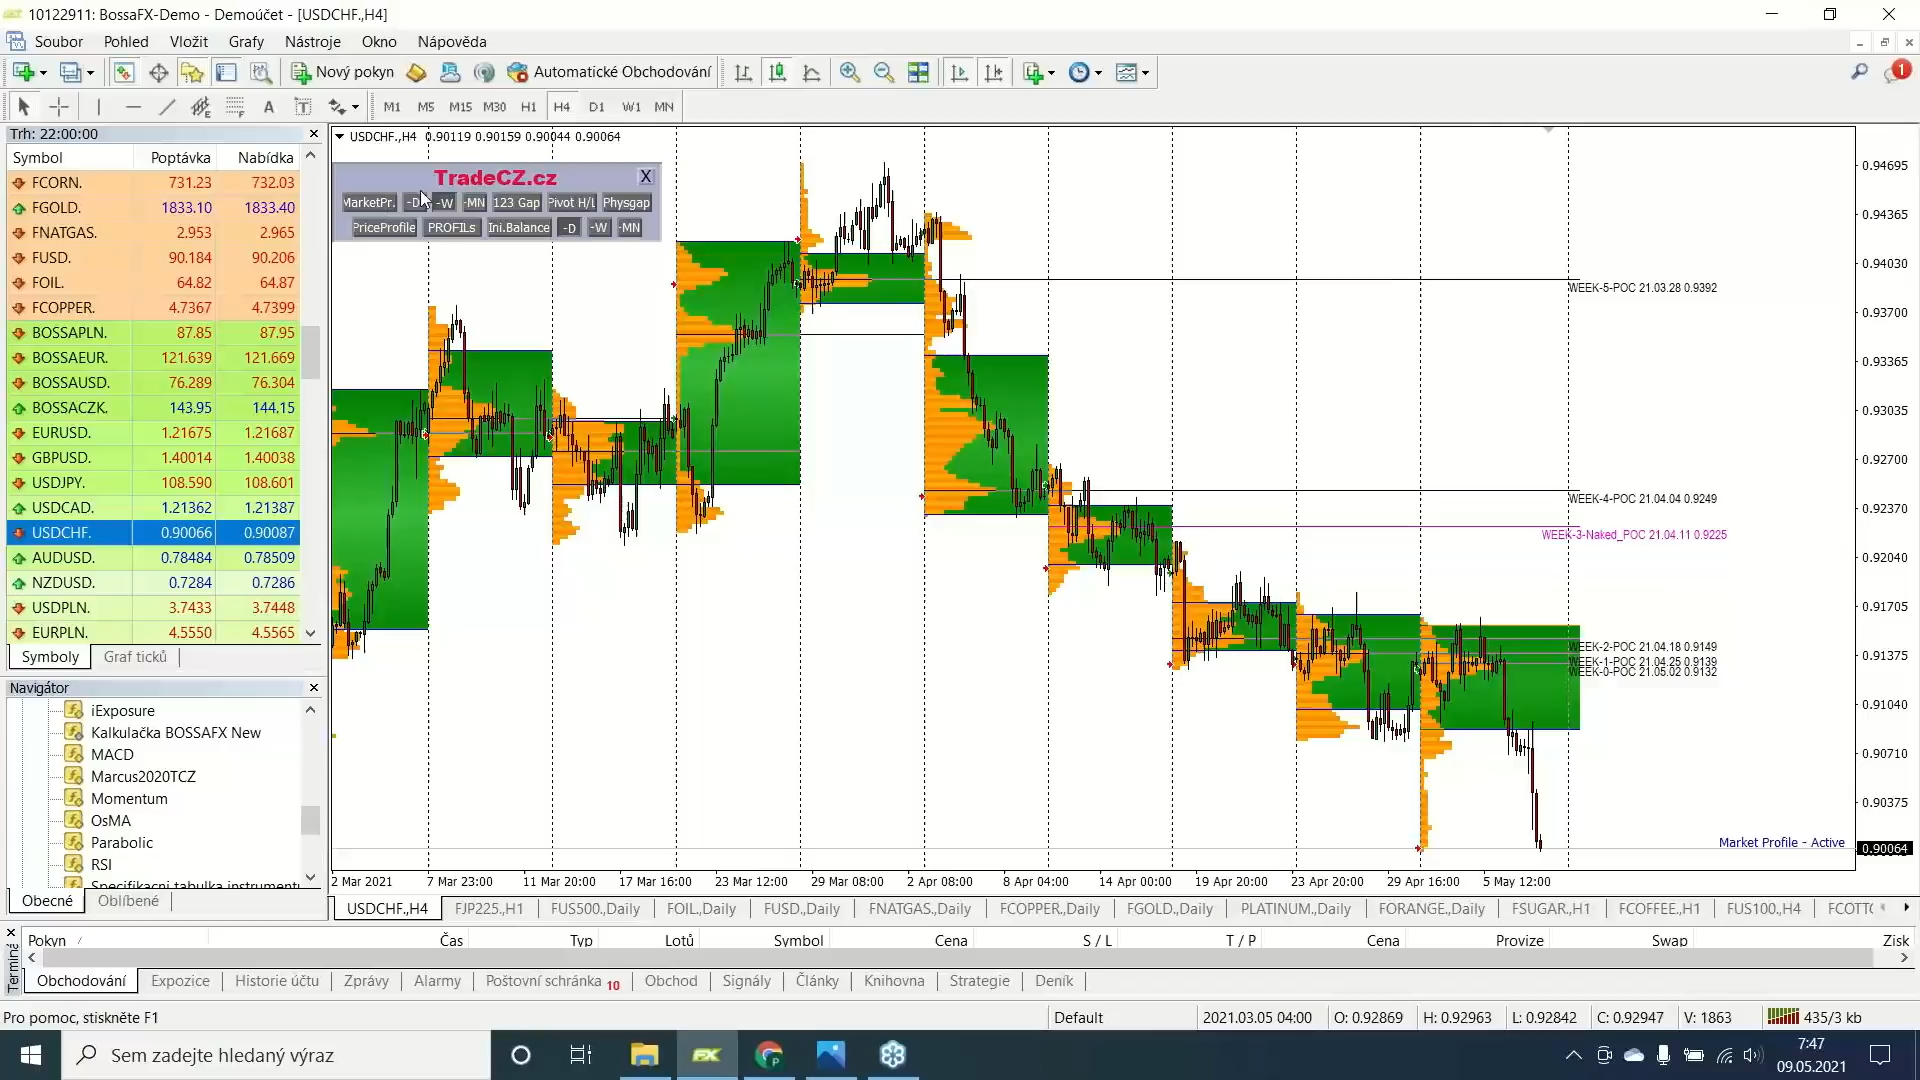 10122911: BossaFX-Demo - Demoúčet - [USDCHF.,H4]
Soubor Pohled Vložit Grafy Nástroje Okno Nápověda
Nový pokyn Automatické Obchodování 1
A T M1 M5 M15 M30 H1 H4 D1 W1 MN
Trh: 22:00:00
Symbol Poptávka Nabídka
FCORN. 731.23 732.03
FGOLD. 1833.10 1833.40
FNATGAS. 2.953 2.965
FUSD. 90.184 90.206
FOIL. 64.82 64.87
FCOPPER. 4.7367 4.7399
BOSSAPLN. 87.85 87.95
BOSSAEUR. 121.639 121.669
BOSSAUSD. 76.289 76.304
BOSSACZK. 143.95 144.15
EURUSD. 1.21675 1.21687
GBPUSD. 1.40014 1.40038
USDJPY. 108.590 108.601
USDCAD. 1.21362 1.21387
USDCHF. 0.90066 0.90087
AUDUSD. 0.78484 0.78509
NZDUSD. 0.7284 0.7286
USDPLN. 3.7433 3.7448
EURPLN. 4.5550 4.5565
Symboly Graf ticků
Navigátor
iExposure
Kalkulačka BOSSAFX New
MACD
Marcus2020TCZ
Momentum
OsMA
Parabolic
RSI
Specifikacni tabulka instrument
Obecné Oblíbené
USDCHF.,H4 0.90119 0.90159 0.90044 0.90064
TradeCZ.cz X
MarketPr. -D -W -MN 123 Gap Pivot H/L Physgap
PriceProfile PROFILs Ini.Balance -D -W -MN
WEEK-5-POC 21.03.28 0.9392
WEEK-4-POC 21.04.04 0.9249
WEEK-3-Naked_POC 21.04.11 0.9225
WEEK-2-POC 21.04.18 0.9149
WEEK-1-POC 21.04.25 0.9139
WEEK-0-POC 21.05.02 0.9132
Market Profile - Active
0.94695
0.94365
0.94030
0.93700
0.93365
0.93035
0.92700
0.92370
0.92040
0.91705
0.91375
0.91040
0.90710
0.90375
0.90064
2 Mar 2021 7 Mar 23:00 11 Mar 20:00 17 Mar 16:00 23 Mar 12:00 29 Mar 08:00 2 Apr 08:00 8 Apr 04:00 14 Apr 00:00 19 Apr 20:00 23 Apr 20:00 29 Apr 16:00 5 May 12:00
USDCHF.,H4 FJP225.,H1 FUS500.,Daily FOIL.,Daily FUSD.,Daily FNATGAS.,Daily FCOPPER.,Daily FGOLD.,Daily PLATINUM.,Daily FORANGE.,Daily FSUGAR.,H1 FCOFFEE.,H1 FUS100.,H4 FCOTTC
Pokyn Čas Typ Lotů Symbol Cena S / L T / P Cena Provize Swap Zisk
Terminá
Obchodování Expozice Historie účtu Zprávy Alarmy Poštovní schránka 10 Obchod Signály Články Knihovna Strategie Deník
Pro pomoc, stiskněte F1 Default 2021.03.05 04:00 O: 0.92869 H: 0.92963 L: 0.92842 C: 0.92947 V: 1863 435/3 kb
Sem zadejte hledaný výraz
7:47
09.05.2021